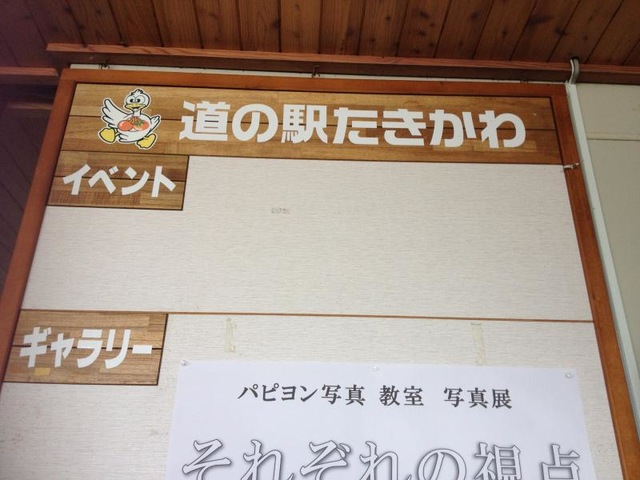 道の駅たきかわ
イベント
ギャラリー
パピヨン写真 教室 写真展
それぞれの視点